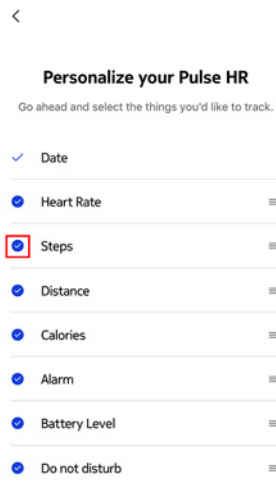 Personalize your Pulse HR
Go ahead and select the things you'd like to track.
Date
Heart Rate
Steps
Distance
Calories
Alarm
Battery Level
Do not disturb